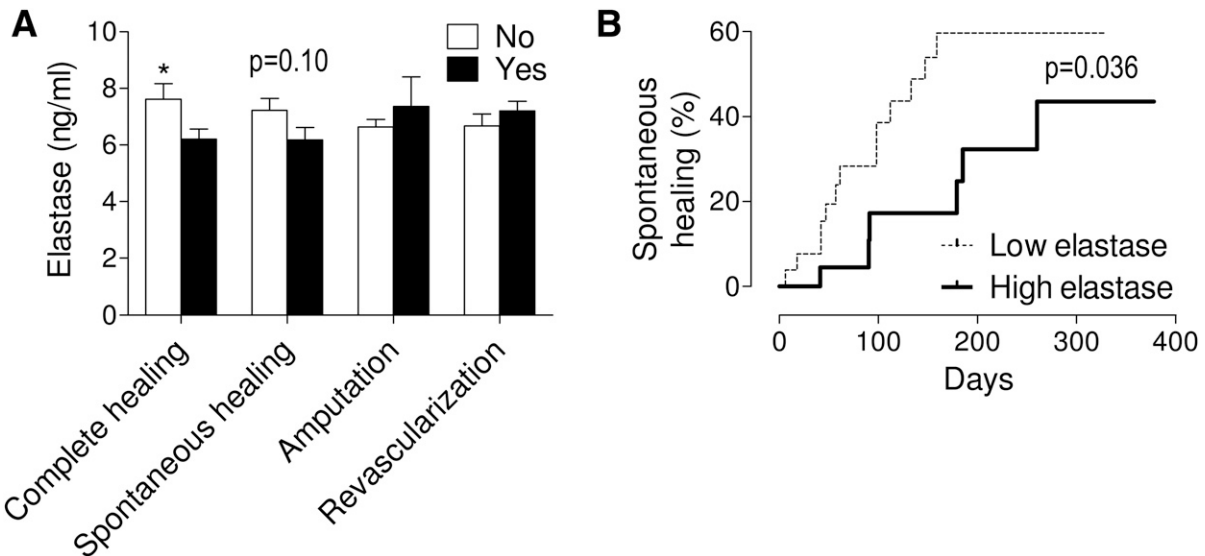 A
Elastase (ng/ml)
10
8
6
4
2
0
*
p=0.10
No
Yes
Complete healing
Spontaneous healing
Amputation
Revascularization
B
Spontaneous
healing (%)
60
40
20
0
p=0.036
Low elastase
High elastase
0 100 200 300 400
Days